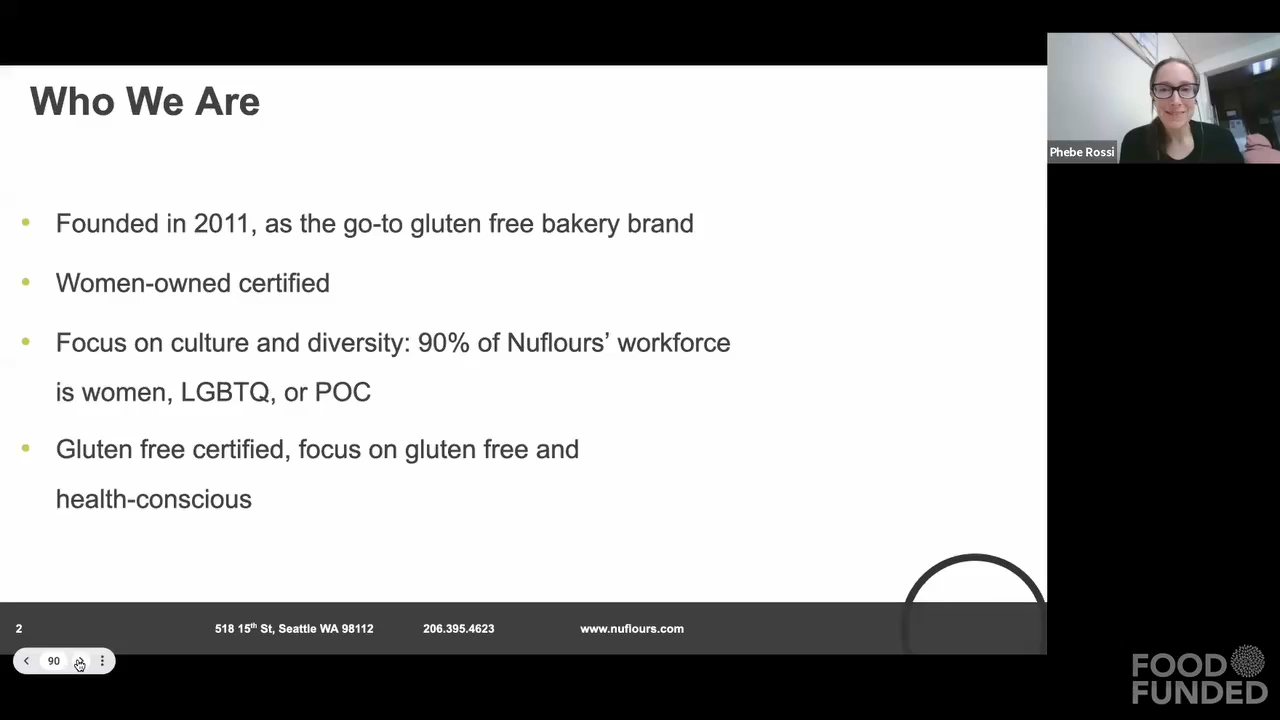 Who We Are
• Founded in 2011, as the go-to gluten free bakery brand
• Women-owned certified
• Focus on culture and diversity: 90% of Nuflours’ workforce
is women, LGBTQ, or POC
• Gluten free certified, focus on gluten free and
health-conscious
2 518 15th St, Seattle WA 98112 206.395.4623 www.nuflours.com
90
Phebe Rossi
FOOD
FUNDED